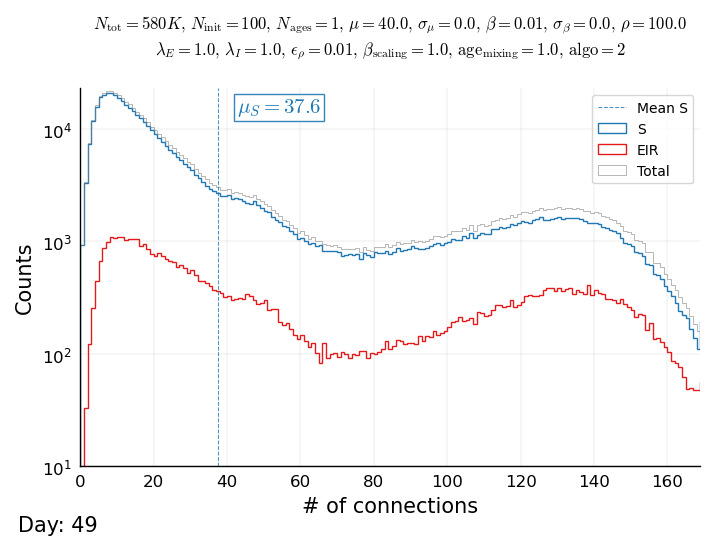 N_tot = 580K, N_init = 100, N_ages = 1, μ = 40.0, σ_μ = 0.0, β = 0.01, σ_β = 0.0, ρ = 100.0
λ_E = 1.0, λ_I = 1.0, ϵ_ρ = 0.01, β_scaling = 1.0, age_mixing = 1.0, algo = 2
μ_S = 37.6
Mean S
S
EIR
Total
10^4
10^3
10^2
10^1
Counts
0 20 40 60 80 100 120 140 160
# of connections
Day: 49